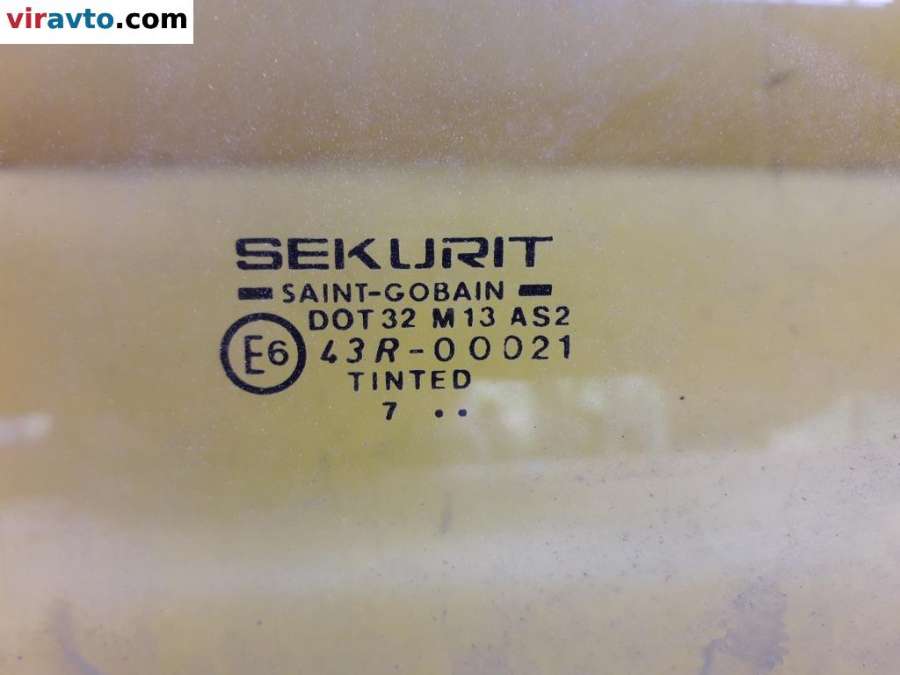 viravto.com
SEKURIT
SAINT-GOBAIN
DOT 32 M 13 AS2
E6 43R-00021
TINTED
7 ..